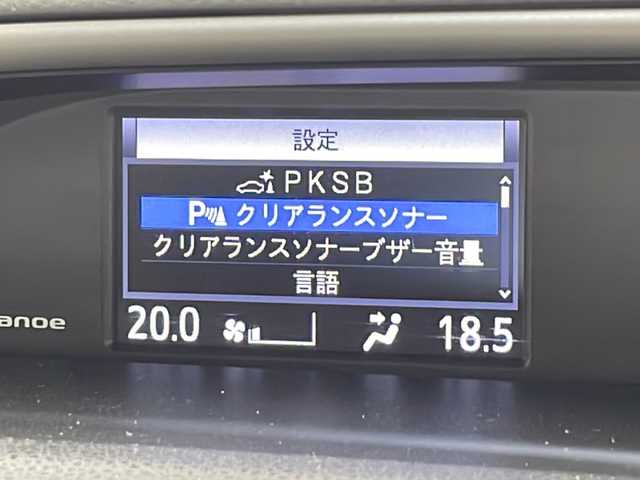 設定
PKSB
P クリアランスソナー
クリアランスソナーブザー音量
言語
20.0 18.5
anoe